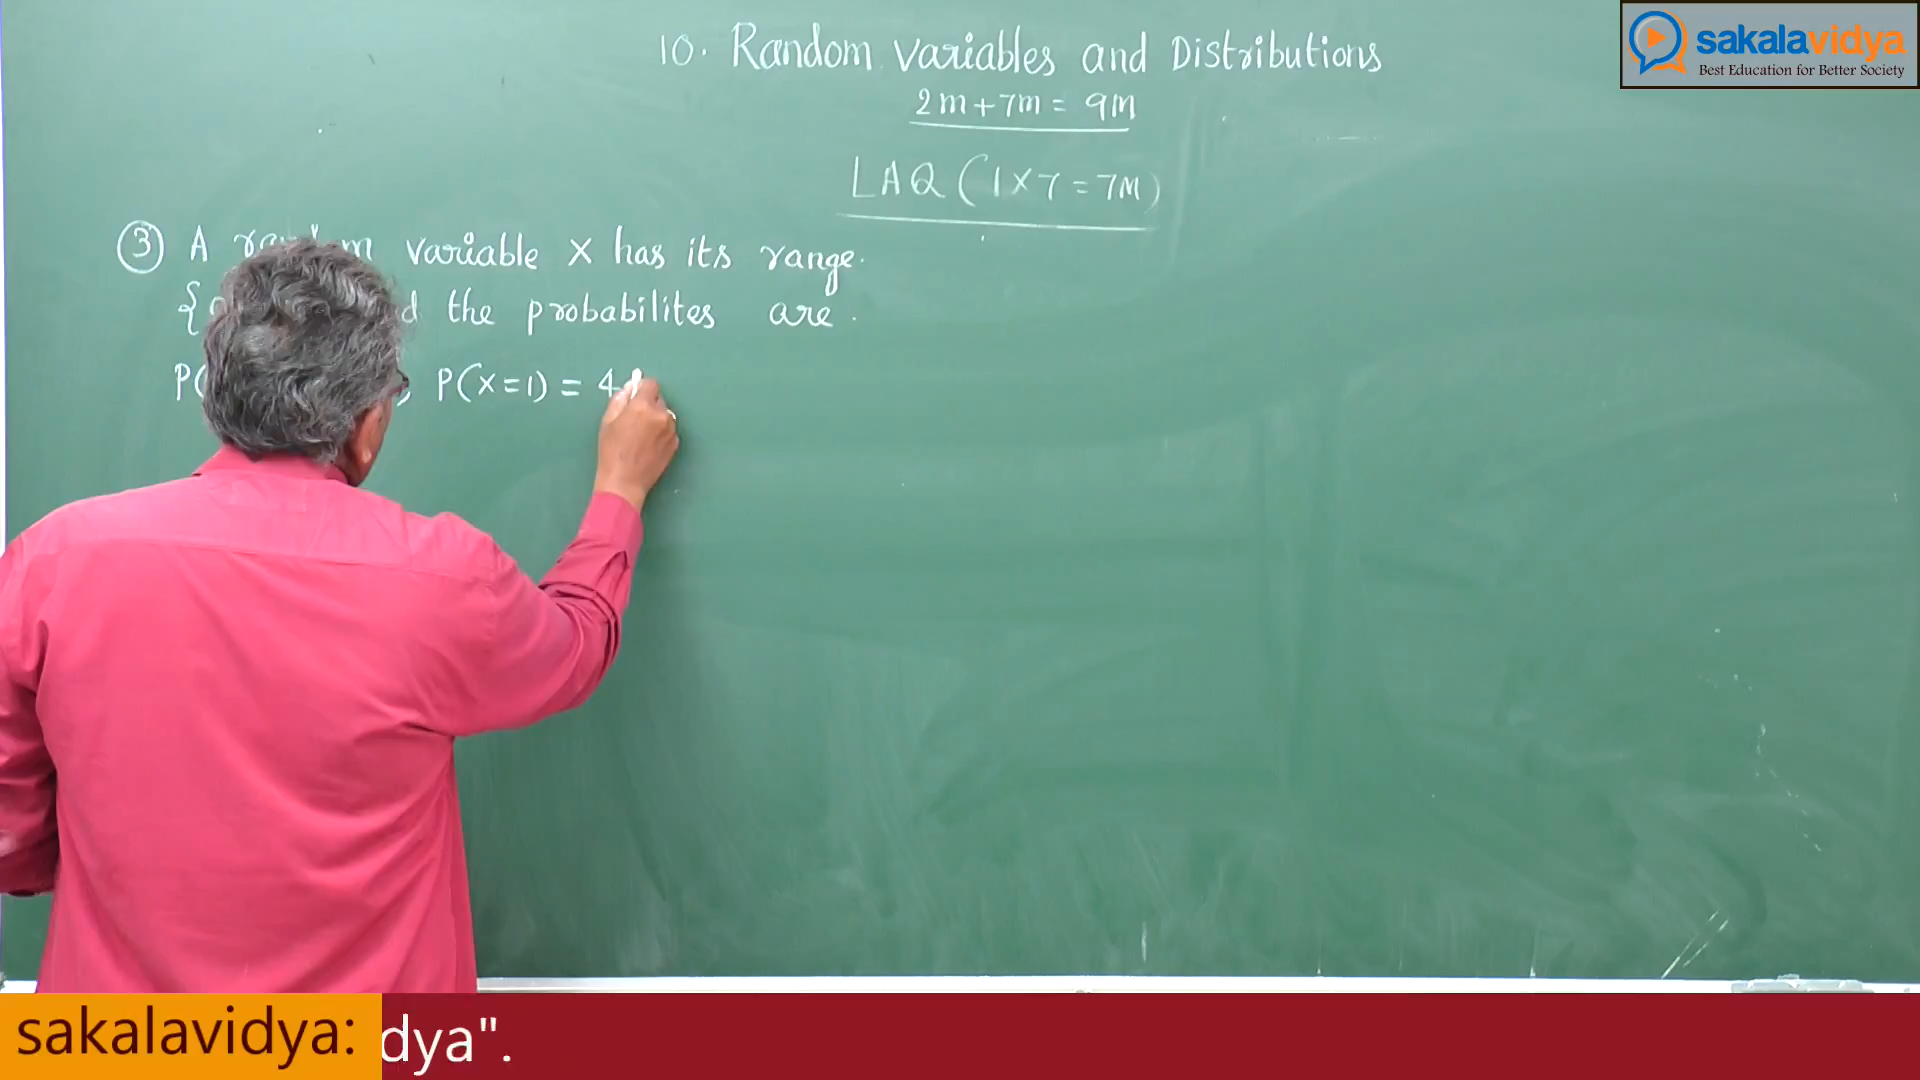 10. Random variables and Distributions
2m+7m = 9M
LAQ (1×7=7M)
③ A variable x has its range.
{ the probabilites are.
P( , P(x=1) = 4
sakalavidya
Best Education for Better Society
sakalavidya: dya".